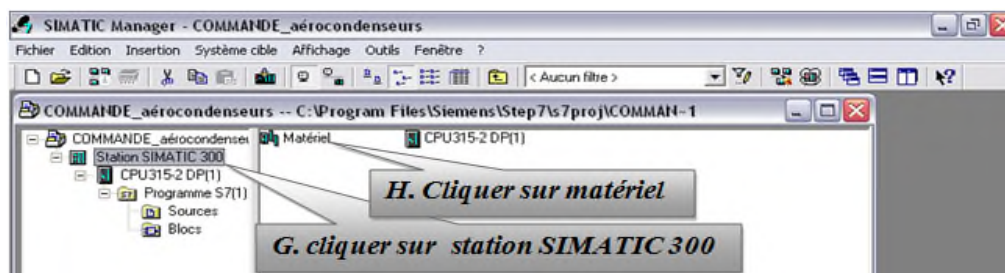 SIMATIC Manager - COMMANDE_aérocondenseurs
Fichier Edition Insertion Système cible Affichage Outils Fenêtre ?
< Aucun filtre >
COMMANDE_aérocondenseurs -- C:\Program Files\Siemens\Step7\s7proj\COMMAN~1
COMMANDE_aérocondenseu
Matériel
CPU315-2 DP(1)
Station SIMATIC 300
CPU315-2 DP(1)
H. Cliquer sur matériel
Programme S7(1)
Sources
Blocs
G. cliquer sur station SIMATIC 300